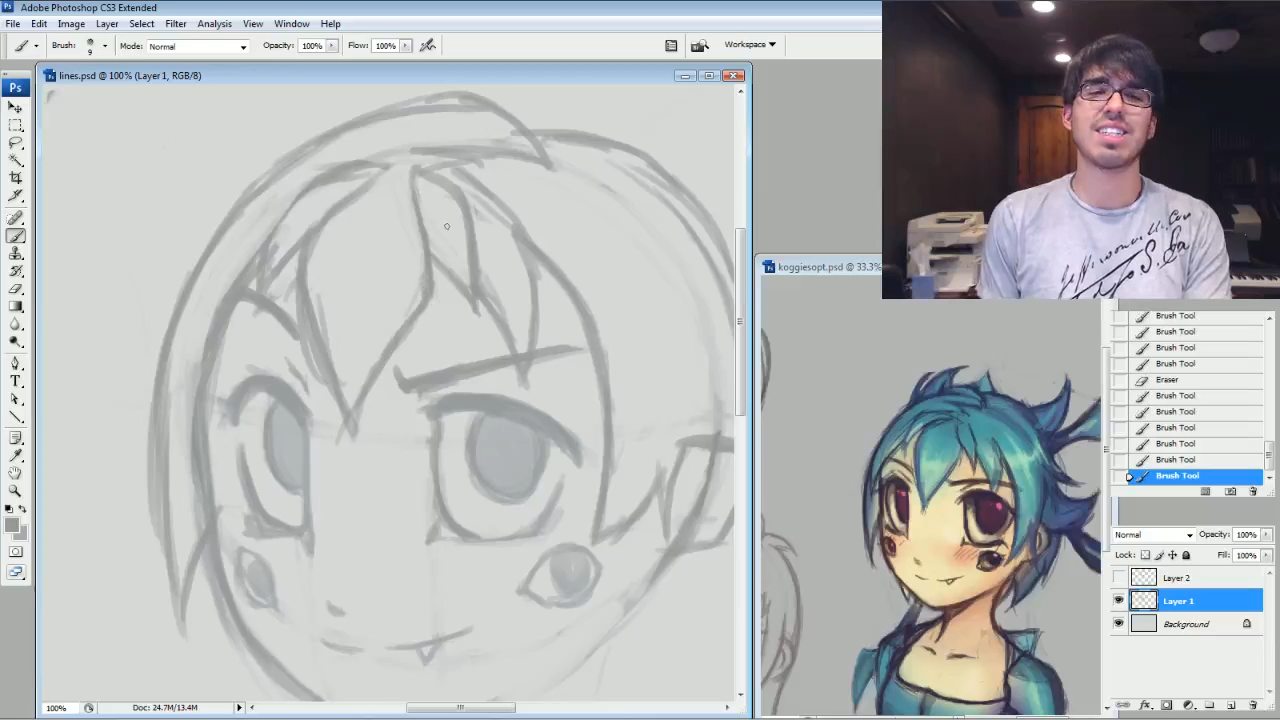 Adobe Photoshop CS3 Extended
File Edit Image Layer Select Filter Analysis View Window Help
Brush: 9 Mode: Normal Opacity: 100% Flow: 100% Workspace
lines.psd @ 100% (Layer 1, RGB/8)
koggiesopt.psd @ 33.3%
Brush Tool
Brush Tool
Brush Tool
Brush Tool
Eraser
Brush Tool
Brush Tool
Brush Tool
Brush Tool
Brush Tool
Brush Tool
Normal Opacity: 100%
Lock: Fill: 100%
Layer 2
Layer 1
Background
100% Doc: 24.7M/13.4M